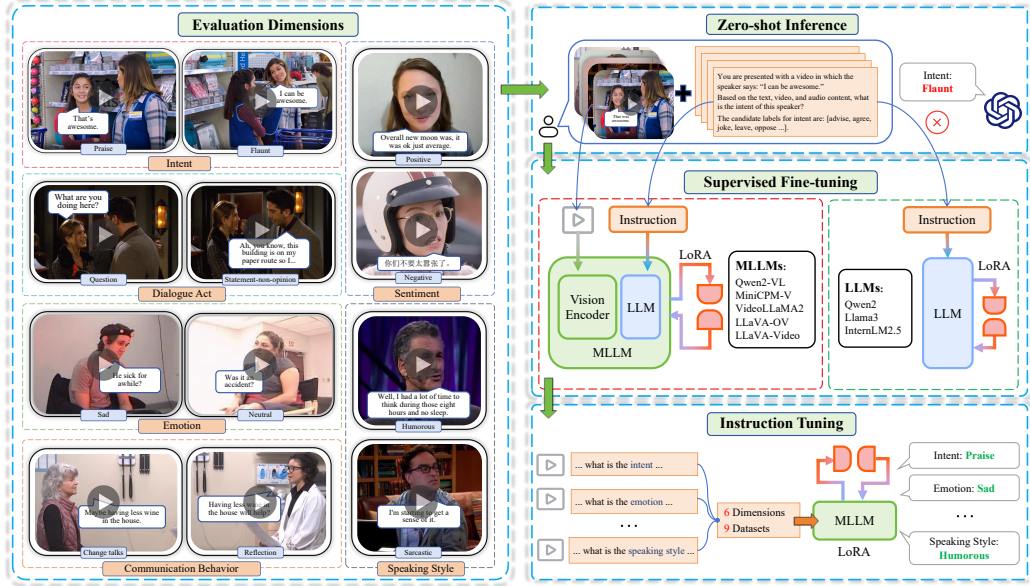 Evaluation Dimensions
That's
awesome.
Praise
I can be
awesome.
Flaunt
Intent
What are you
doing here?
Question
Ah, you know, this
building is on my
paper route so I...
Statement-non-opinion
Dialogue Act
He sick for
awhile?
Sad
Was it an
accident?
Neutral
Emotion
Maybe having less wine
in the house.
Change talks
Having less wine in
the house will help?
Reflection
Communication Behavior
Overall new moon was, it
was ok just average.
Positive
你们不要太嚣张了。
Negative
Sentiment
Well, I had a lot of time to
think during those eight
hours and no sleep.
Humorous
I'm starting to get a
sense of it.
Sarcastic
Speaking Style
Zero-shot Inference
That was
awesome.
+
You are presented with a video in which the
speaker says: "I can be awesome."
Based on the text, video, and audio content, what
is the intent of this speaker?
The candidate labels for intent are: [advise, agree,
joke, leave, oppose ...].
Intent:
Flaunt
Supervised Fine-tuning
Instruction
Vision
Encoder
LLM
MLLM
LoRA
MLLMs:
Qwen2-VL
MiniCPM-V
VideoLLaMA2
LLaVA-OV
LLaVA-Video
LLMs:
Qwen2
Llama3
InternLM2.5
Instruction
LLM
LoRA
Instruction Tuning
... what is the intent ...
... what is the emotion ...
...
... what is the speaking style ...
6 Dimensions
9 Datasets
MLLM
LoRA
Intent: Praise
Emotion: Sad
...
Speaking Style:
Humorous